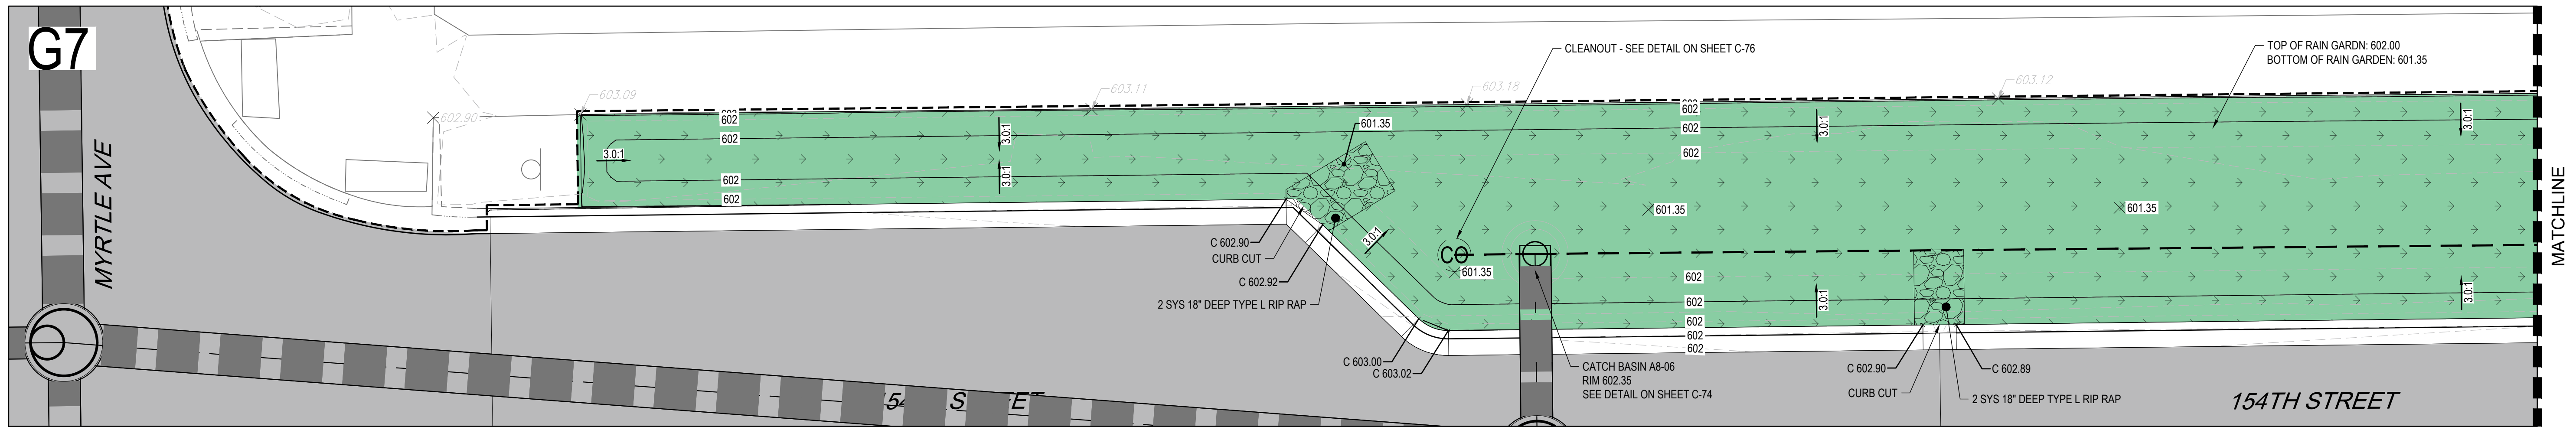 G7
MYRTLE AVE
602.90
603.09
603.11
603.18
603.12
CLEANOUT - SEE DETAIL ON SHEET C-76
TOP OF RAIN GARDN: 602.00
BOTTOM OF RAIN GARDEN: 601.35
MATCHLINE
602
602
602
602
602
602
602
3.0:1
3.0:1
3.0:1
3.0:1
3.0:1
601.35
601.35
601.35
CO
601.35
3.0:1
C 602.90
CURB CUT
C 602.92
2 SYS 18" DEEP TYPE L RIP RAP
602
602
602
602
602
3.0:1
3.0:1
C 603.00
C 603.02
CATCH BASIN A8-06
RIM 602.35
SEE DETAIL ON SHEET C-74
C 602.90
CURB CUT
C 602.89
2 SYS 18" DEEP TYPE L RIP RAP
154TH STREET